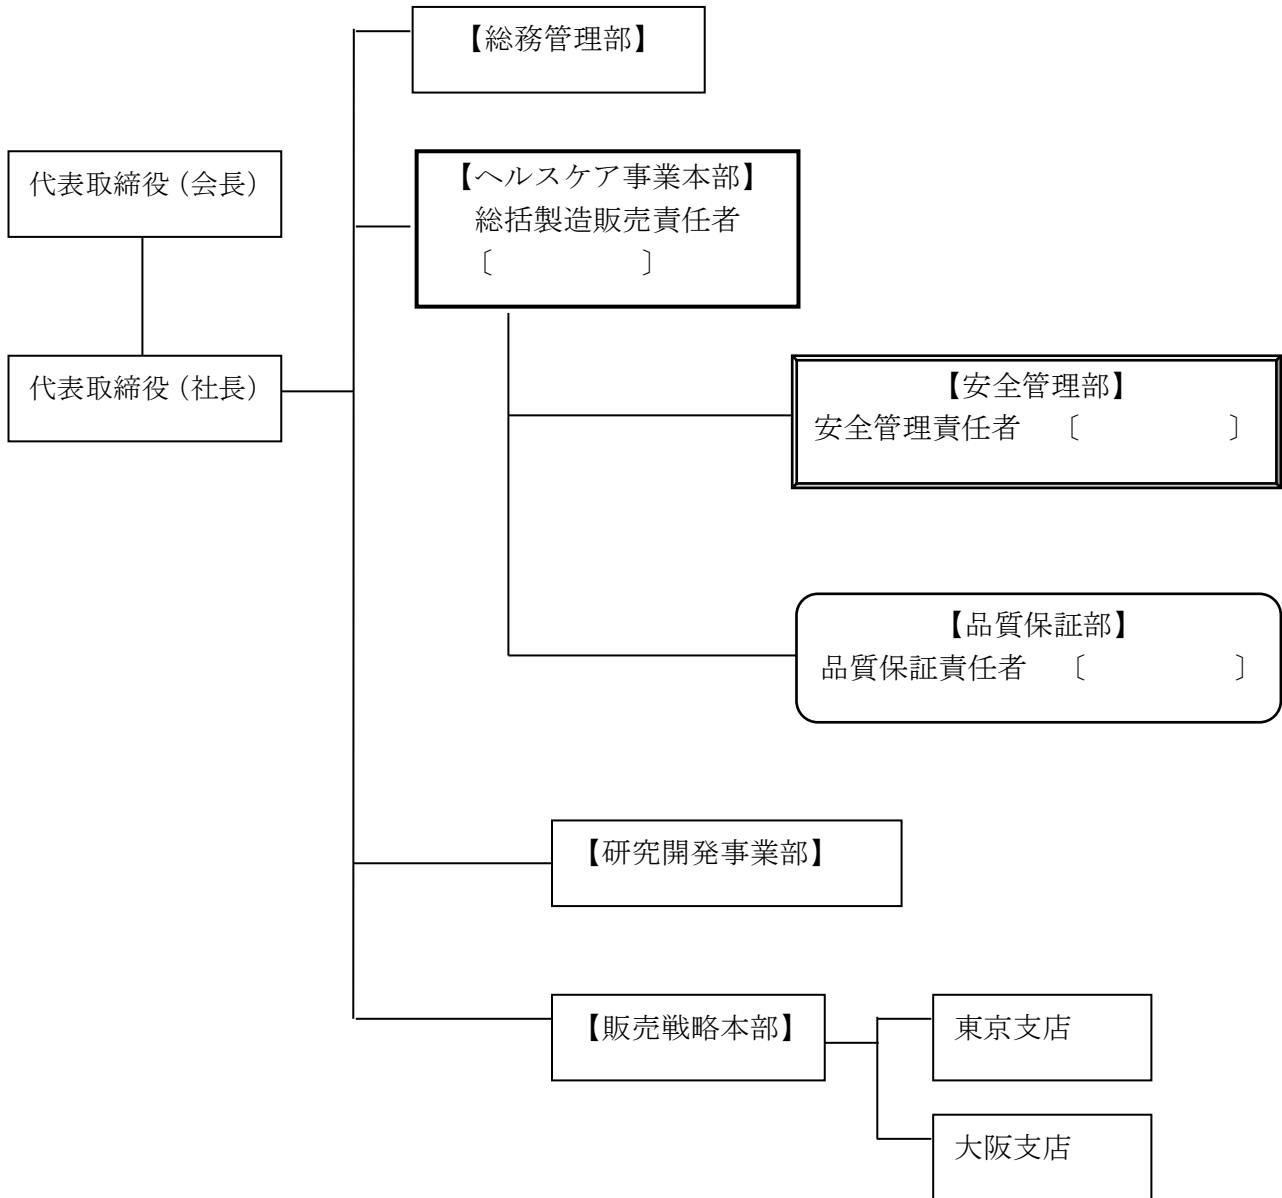 【総務管理部】
代表取締役（会長）
【ヘルスケア事業本部】
総括製造販売責任者
〔　　　　　〕
代表取締役（社長）
【安全管理部】
安全管理責任者　〔　　　　　〕
【品質保証部】
品質保証責任者　〔　　　　　〕
【研究開発事業部】
【販売戦略本部】
東京支店
大阪支店